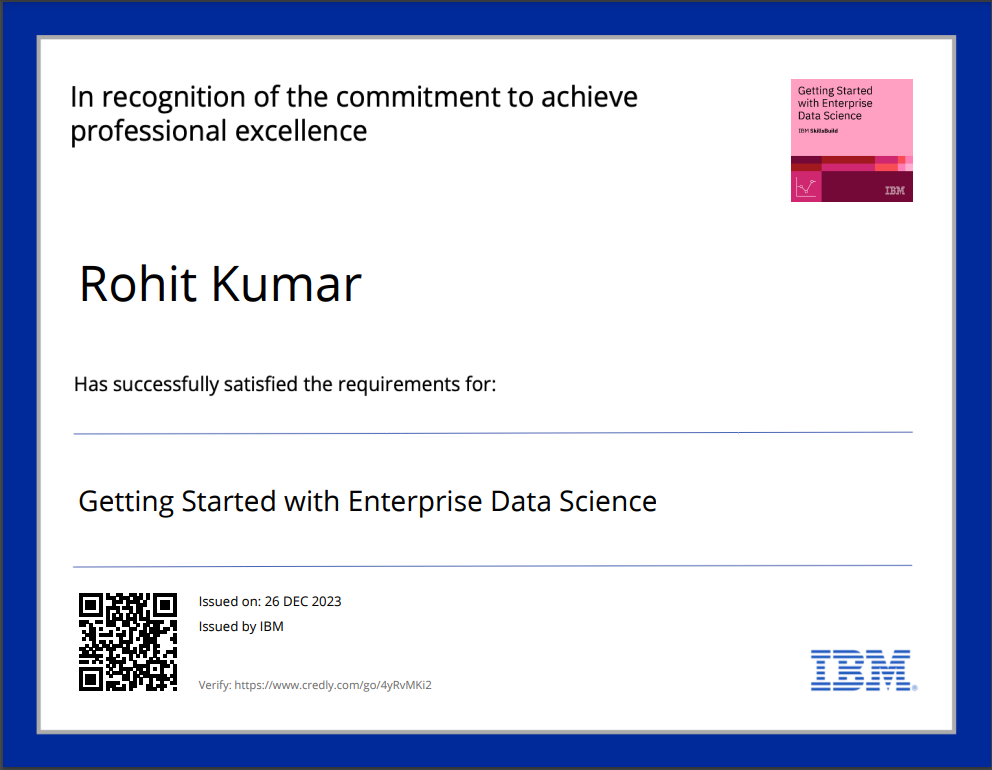 In recognition of the commitment to achieve
professional excellence
Getting Started
with Enterprise
Data Science
IBM SkillsBuild
IBM
Rohit Kumar
Has successfully satisfied the requirements for:
Getting Started with Enterprise Data Science
Issued on: 26 DEC 2023
Issued by IBM
Verify: https://www.credly.com/go/4yRvMKi2
IBM®